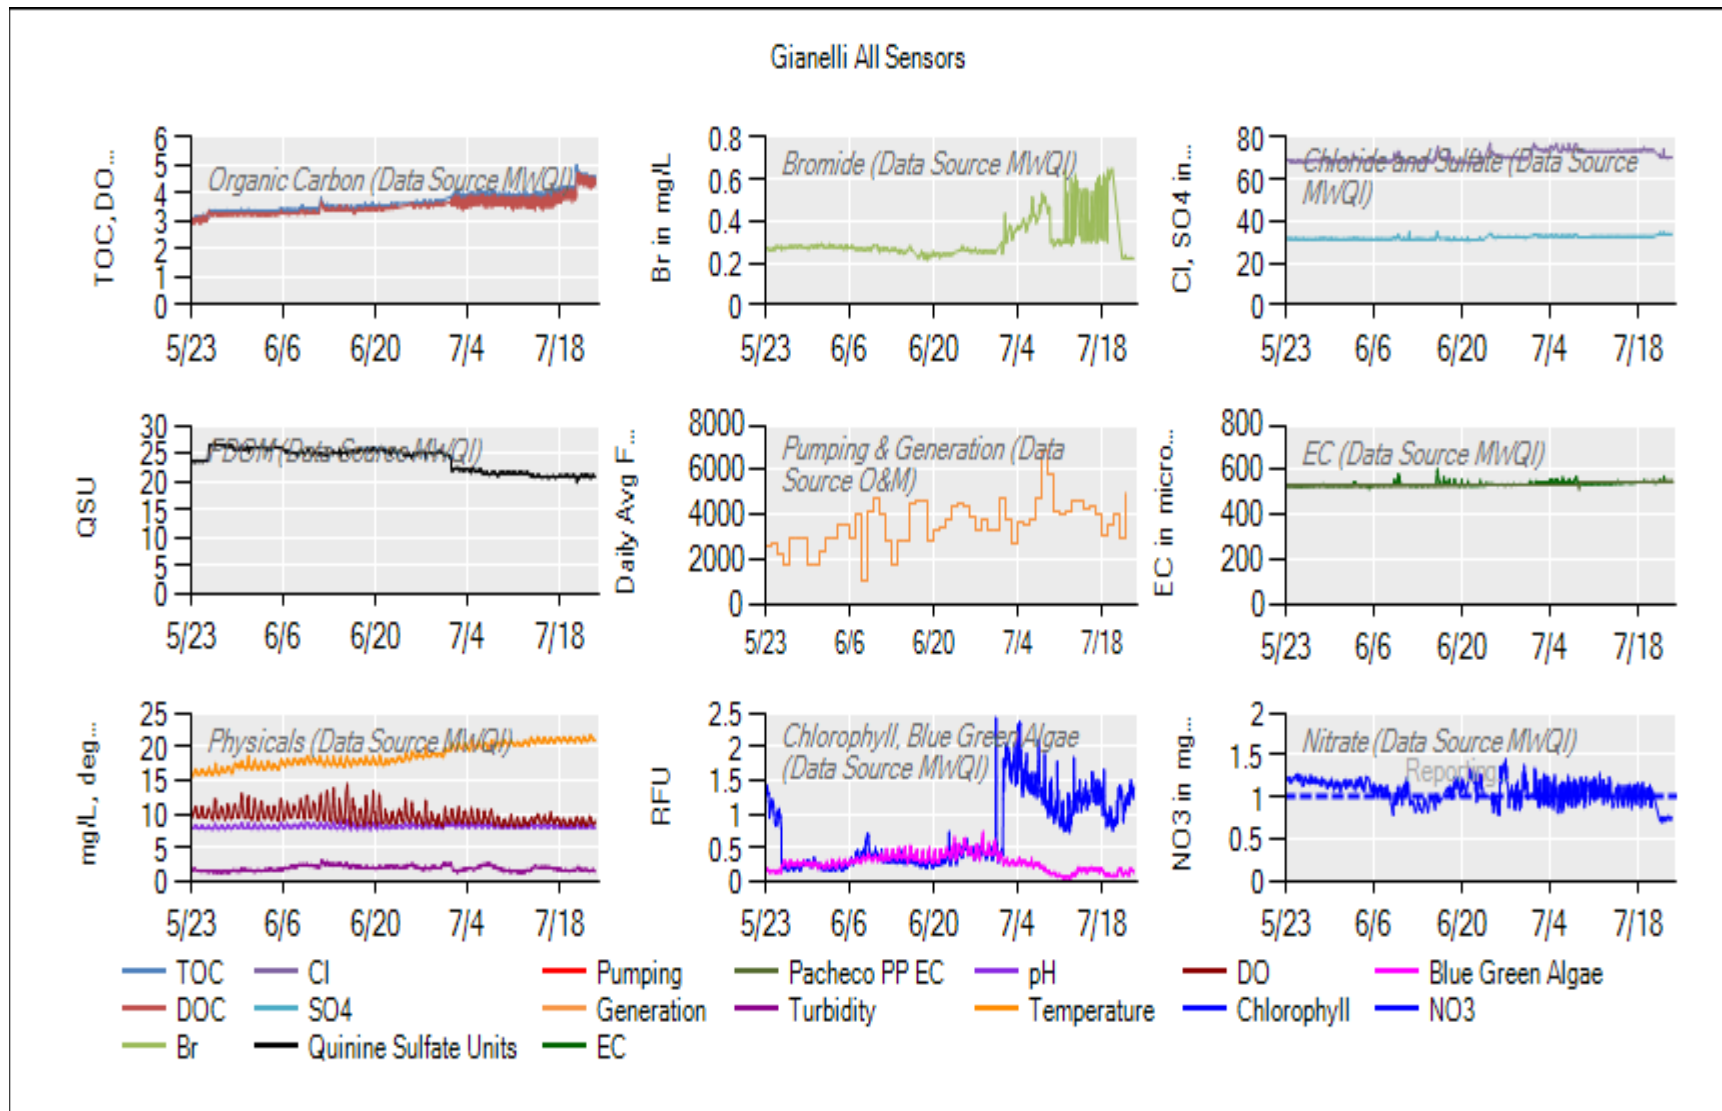 Gianelli All Sensors
TOC, DO...
6
5
4
3
2
1
0
Organic Carbon (Data Source MWQI)
5/23 6/6 6/20 7/4 7/18
Br in mg/L
0.8
0.6
0.4
0.2
0
Bromide (Data Source MWQI)
5/23 6/6 6/20 7/4 7/18
Cl, SO4 in...
80
60
40
20
0
Chloride and Sulfate (Data Source
MWQI)
5/23 6/6 6/20 7/4 7/18
QSU
30
25
20
15
10
5
0
FDOM (Data Source MWQI)
5/23 6/6 6/20 7/4 7/18
Daily Avg F...
8000
6000
4000
2000
0
Pumping & Generation (Data
Source O&M)
5/23 6/6 6/20 7/4 7/18
EC in micro...
800
600
400
200
0
EC (Data Source MWQI)
5/23 6/6 6/20 7/4 7/18
mg/L, deg...
25
20
15
10
5
0
Physicals (Data Source MWQI)
5/23 6/6 6/20 7/4 7/18
RFU
2.5
2
1.5
1
0.5
0
Chlorophyll, Blue Green Algae
(Data Source MWQI)
5/23 6/6 6/20 7/4 7/18
NO3 in mg...
2
1.5
1
0.5
0
Nitrate (Data Source MWQI)
Reporting...
5/23 6/6 6/20 7/4 7/18
TOC Cl Pumping Pacheco PP EC pH DO Blue Green Algae
DOC SO4 Generation Turbidity Temperature Chlorophyll NO3
Br Quinine Sulfate Units EC